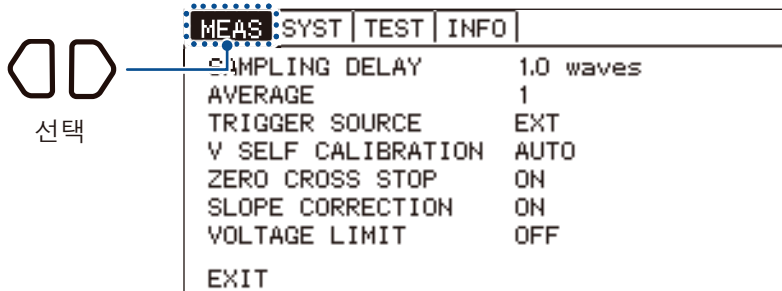 MEAS SYST TEST INFO
SAMPLING DELAY 1.0 waves
AVERAGE 1
TRIGGER SOURCE EXT
V SELF CALIBRATION AUTO
ZERO CROSS STOP ON
SLOPE CORRECTION ON
VOLTAGE LIMIT OFF
EXIT
선택